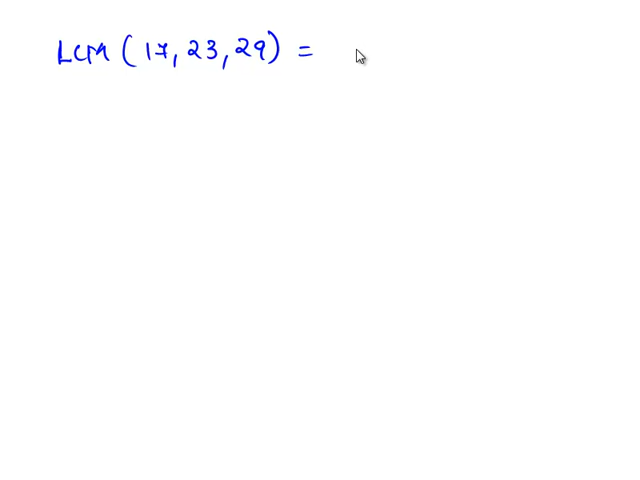 LCM (17, 23, 29) =